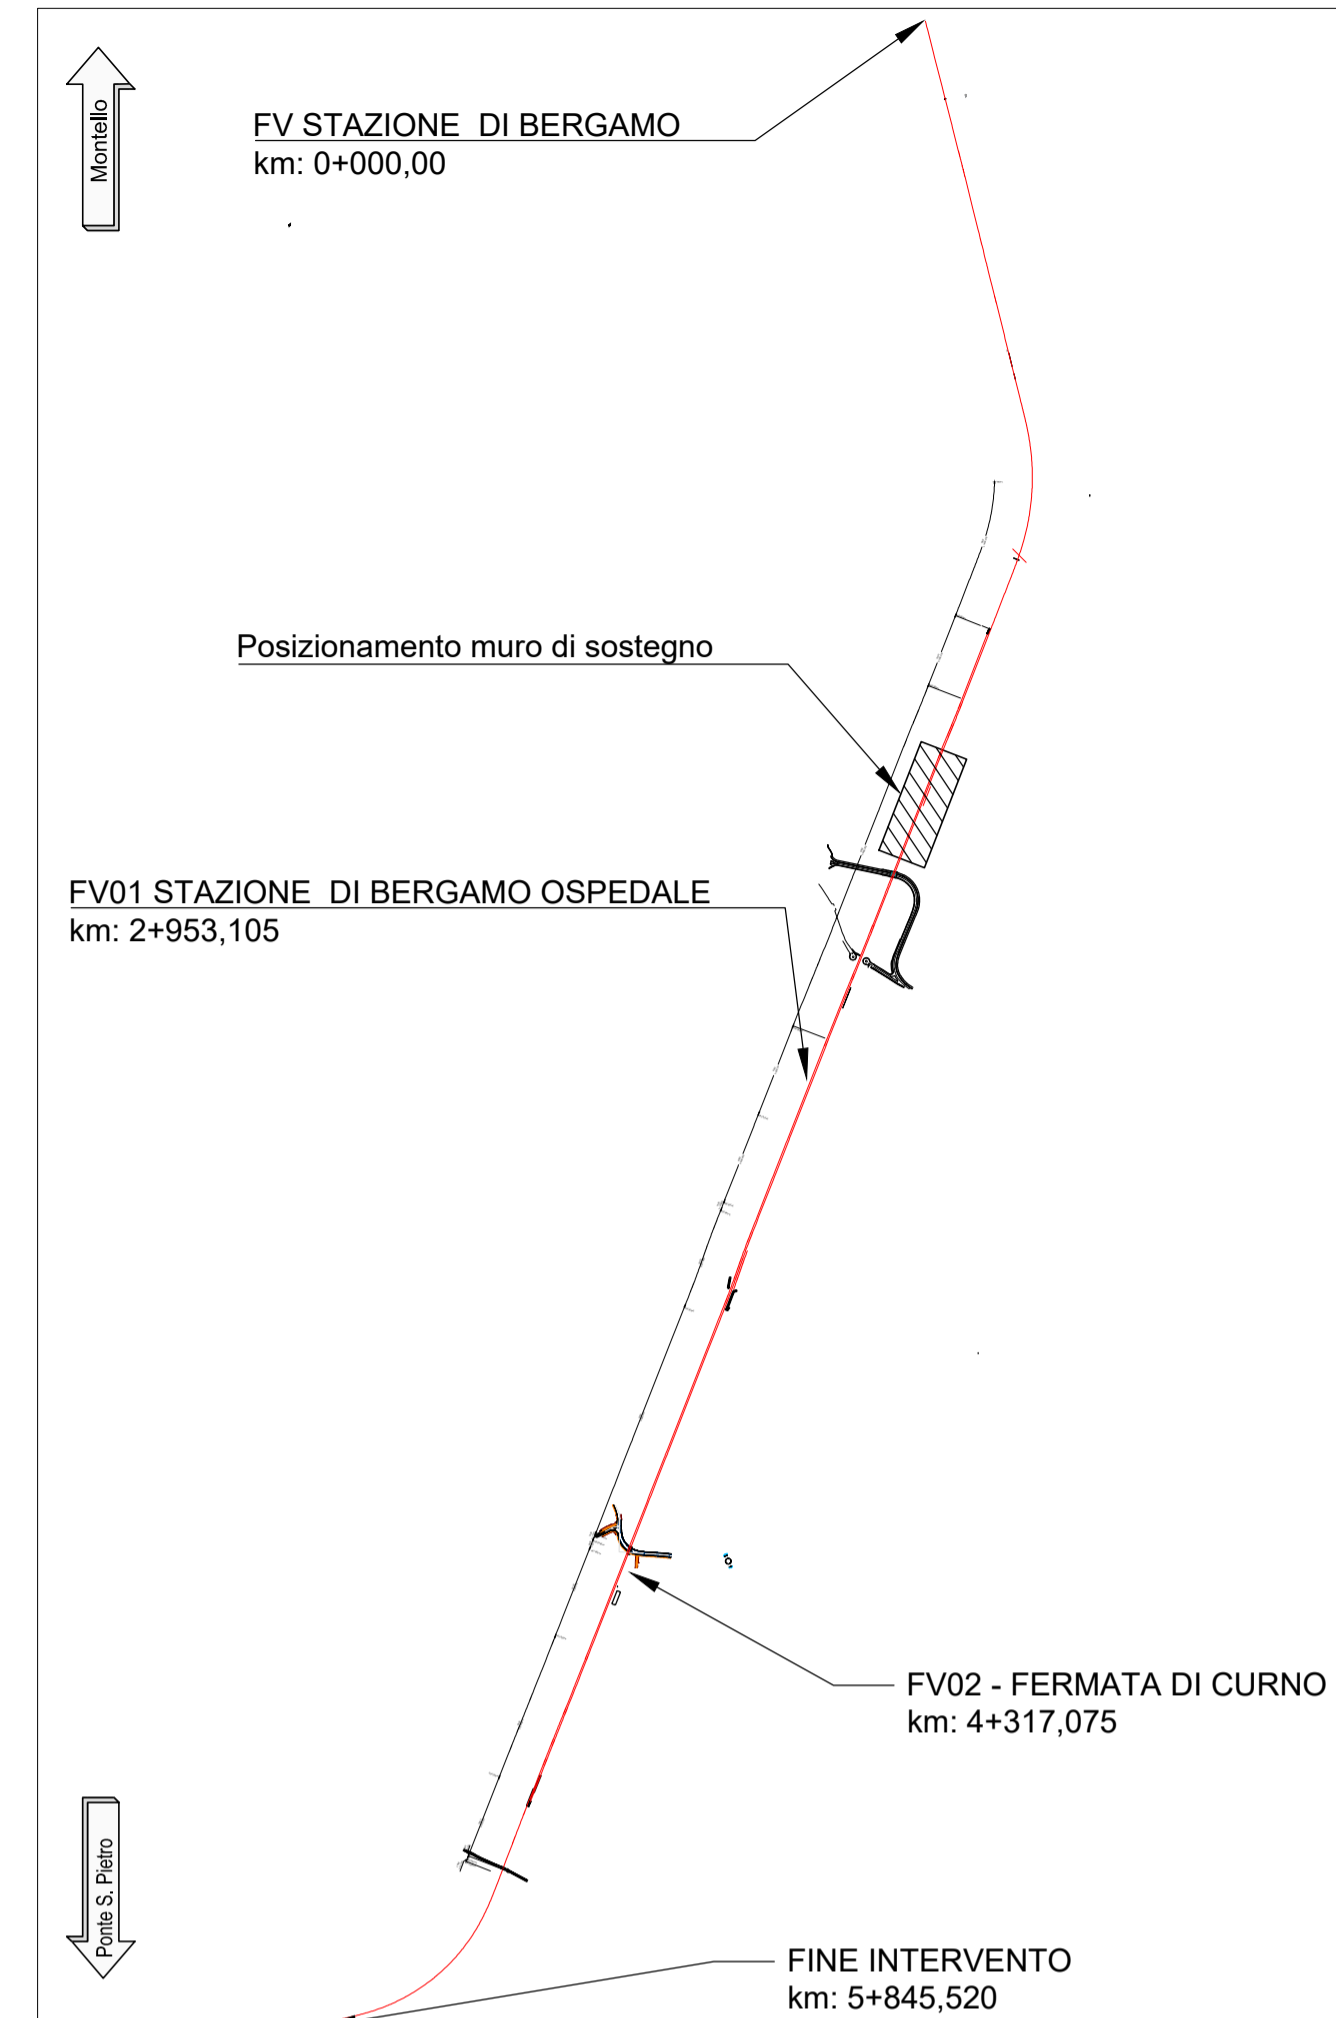 Montello
FV STAZIONE DI BERGAMO
km: 0+000,00
Posizionamento muro di sostegno
FV01 STAZIONE DI BERGAMO OSPEDALE
km: 2+953,105
FV02 - FERMATA DI CURNO
km: 4+317,075
Ponte S. Pietro
FINE INTERVENTO
km: 5+845,520